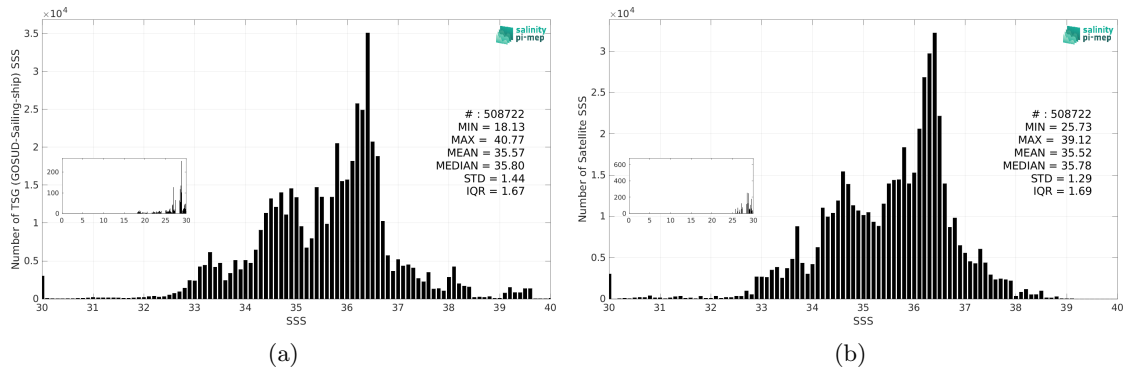 ×10⁴
3.5
3
2.5
2
1.5
1
0.5
0
30 31 32 33 34 35 36 37 38 39 40
SSS
Number of TSG (GOSUD-Sailing-ship) SSS
salinity
pi-mep
# : 508722
MIN = 18.13
MAX = 40.77
MEAN = 35.57
MEDIAN = 35.80
STD = 1.44
IQR = 1.67
200
100
0
0 5 10 15 20 25 30
(a)
×10⁴
3
2.5
2
1.5
1
0.5
0
30 31 32 33 34 35 36 37 38 39 40
SSS
Number of Satellite SSS
salinity
pi-mep
# : 508722
MIN = 25.73
MAX = 39.12
MEAN = 35.52
MEDIAN = 35.78
STD = 1.29
IQR = 1.69
600
400
200
0
0 5 10 15 20 25 30
(b)